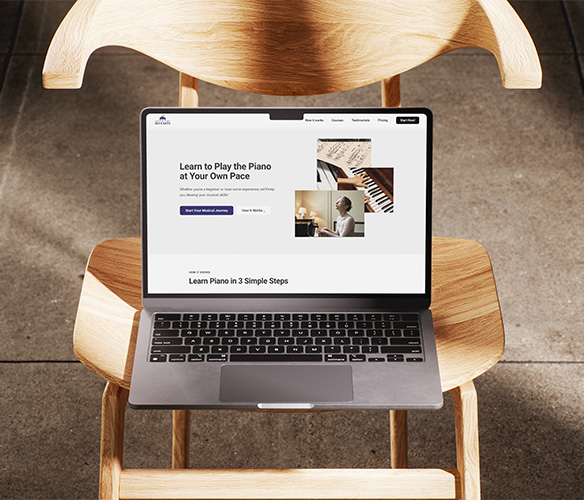 How it works Courses Testimonials Pricing Start Now!
Learn to Play the Piano
at Your Own Pace
Whether you're a beginner or have some experience, we'll help
you develop your musical skills!
Start Your Musical Journey How It Works
HOW IT WORKS
Learn Piano in 3 Simple Steps